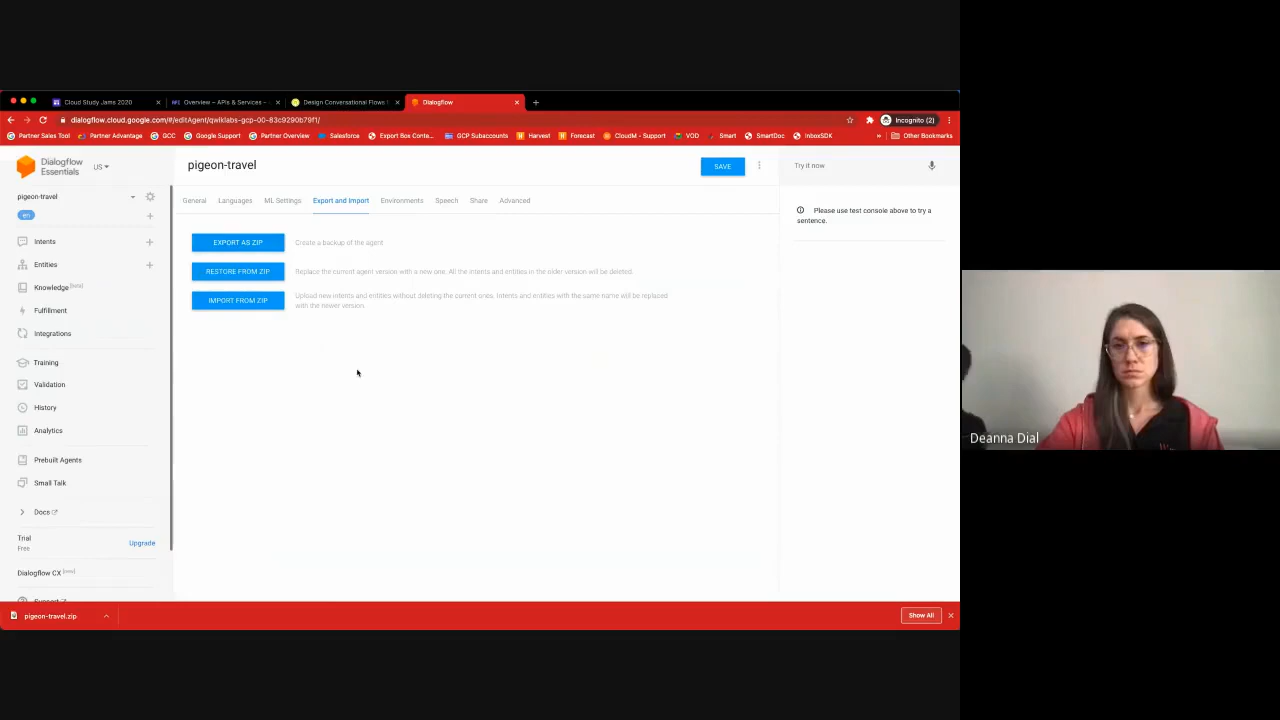 Cloud Study Jams 2020
Overview – APIs & Services -
Design Conversational Flows
Dialogflow
dialogflow.cloud.google.com/#/editAgent/qwiklabs-gcp-00-83c9290b79f1/
Incognito (2)
Partner Sales Tool
Partner Advantage
GCC
Google Support
Partner Overview
Salesforce
Export Box Conta...
GCP Subaccounts
Harvest
Forecast
CloudM - Support
VOD
Smart
SmartDoc
InboxSDK
»
Other Bookmarks
Dialogflow
Essentials
US
pigeon-travel
SAVE
Try it now
pigeon-travel
en
General
Languages
ML Settings
Export and Import
Environments
Speech
Share
Advanced
Please use test console above to try a
sentence.
Intents
Entities
Knowledge [beta]
Fulfillment
Integrations
Training
Validation
History
Analytics
Prebuilt Agents
Small Talk
Docs
Trial
Free
Upgrade
Dialogflow CX [new]
Support
EXPORT AS ZIP
Create a backup of the agent
RESTORE FROM ZIP
Replace the current agent version with a new one. All the intents and entities in the older version will be deleted.
IMPORT FROM ZIP
Upload new intents and entities without deleting the current ones. Intents and entities with the same name will be replaced
with the newer version.
pigeon-travel.zip
Show All
Deanna Dial